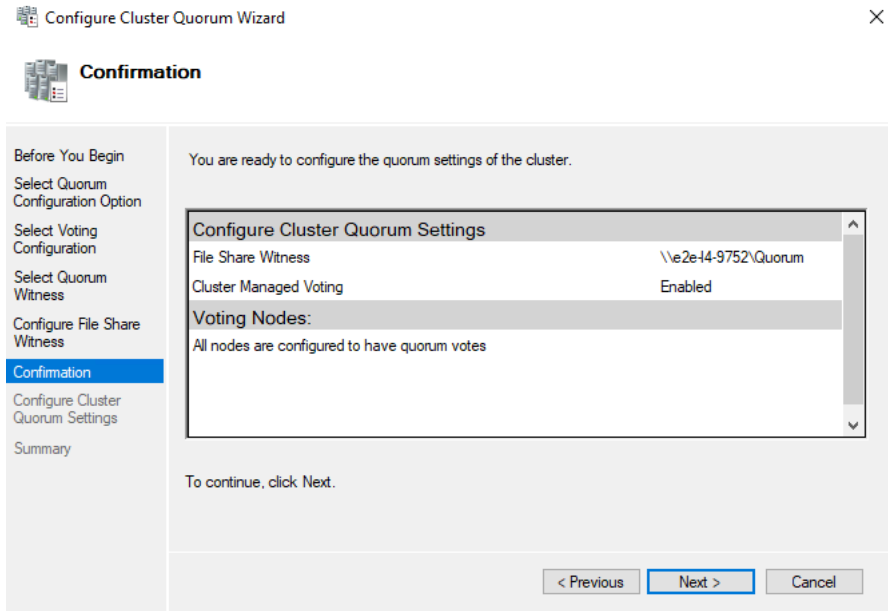 Configure Cluster Quorum Wizard
Confirmation
Before You Begin
Select Quorum
Configuration Option
Select Voting
Configuration
Select Quorum
Witness
Configure File Share
Witness
Confirmation
Configure Cluster
Quorum Settings
Summary
You are ready to configure the quorum settings of the cluster.
Configure Cluster Quorum Settings
File Share Witness \\e2e-l4-9752\Quorum
Cluster Managed Voting Enabled
Voting Nodes:
All nodes are configured to have quorum votes
To continue, click Next.
< Previous Next > Cancel